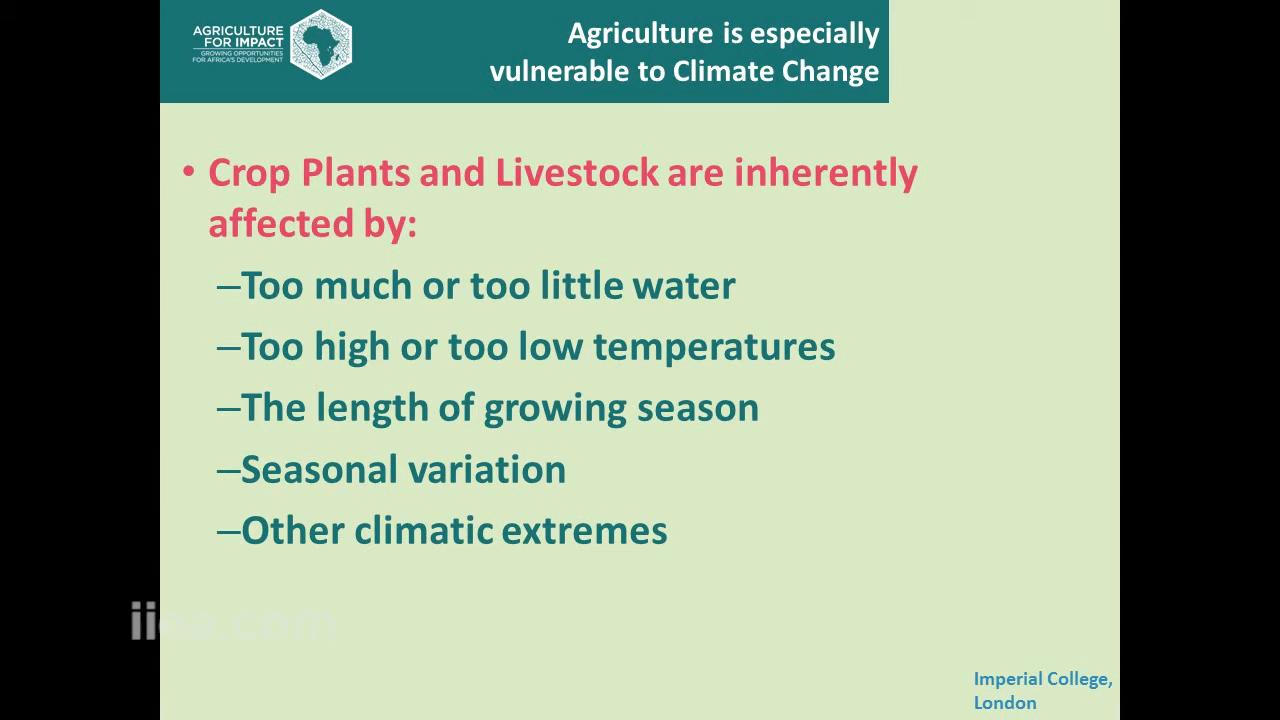 AGRICULTURE
FOR IMPACT
GROWING OPPORTUNITIES
FOR AFRICA'S DEVELOPMENT
Agriculture is especially
vulnerable to Climate Change
• Crop Plants and Livestock are inherently
affected by:
–Too much or too little water
–Too high or too low temperatures
–The length of growing season
–Seasonal variation
–Other climatic extremes
iiea.com
Imperial College,
London